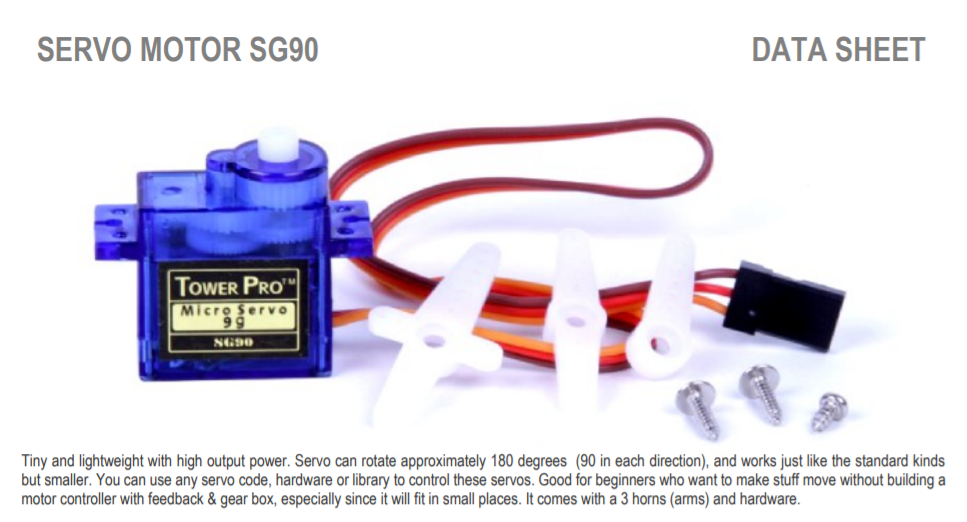 SERVO MOTOR SG90
DATA SHEET
TOWER PRO™
Micro Servo
9g
SG90
Tiny and lightweight with high output power. Servo can rotate approximately 180 degrees  (90 in each direction), and works just like the standard kinds
but smaller. You can use any servo code, hardware or library to control these servos. Good for beginners who want to make stuff move without building a
motor controller with feedback & gear box, especially since it will fit in small places. It comes with a 3 horns (arms) and hardware.